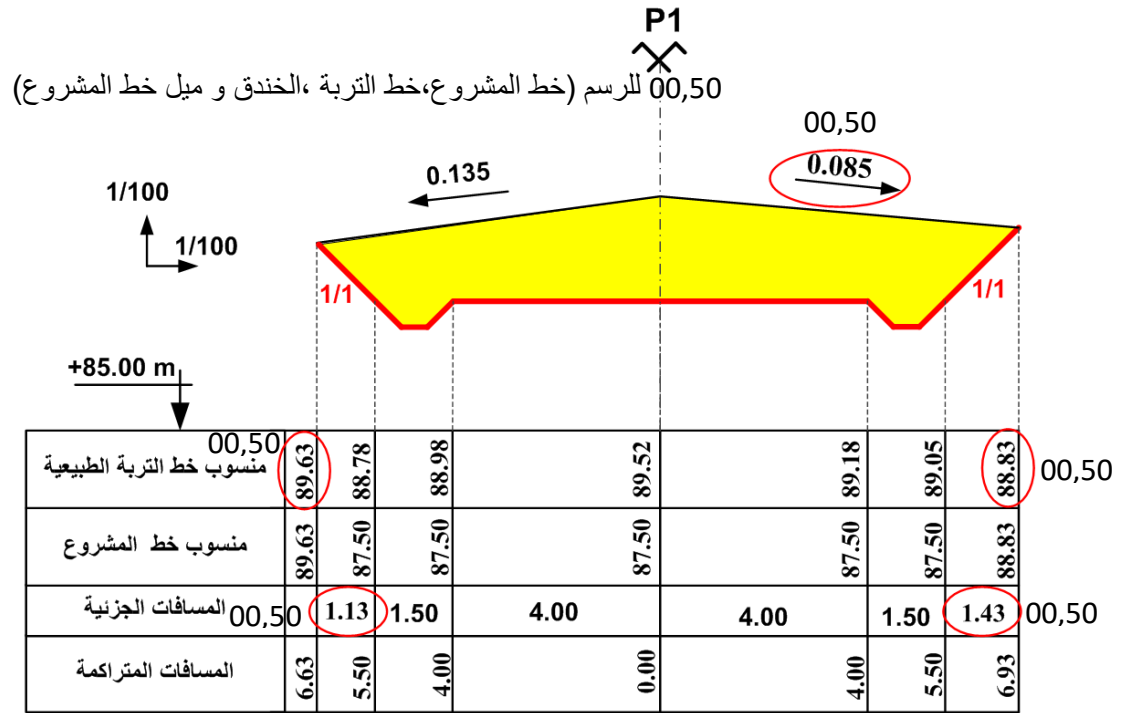 P1
00,50 للرسم (خط المشروع،خط التربة ،الخندق و ميل خط المشروع)
00,50
0.135
0.085
1/100
1/100
1/1
1/1
+85.00 m
00,50
منسوب خط التربة الطبيعية 89.63 88.78 88.98 89.52 89.18 89.05 88.83 00,50
منسوب خط المشروع 89.63 87.50 87.50 87.50 87.50 87.50 88.83
المسافات الجزئية 00,50 1.13 1.50 4.00 4.00 1.50 1.43 00,50
المسافات المتراكمة 6.63 5.50 4.00 0.00 4.00 5.50 6.93